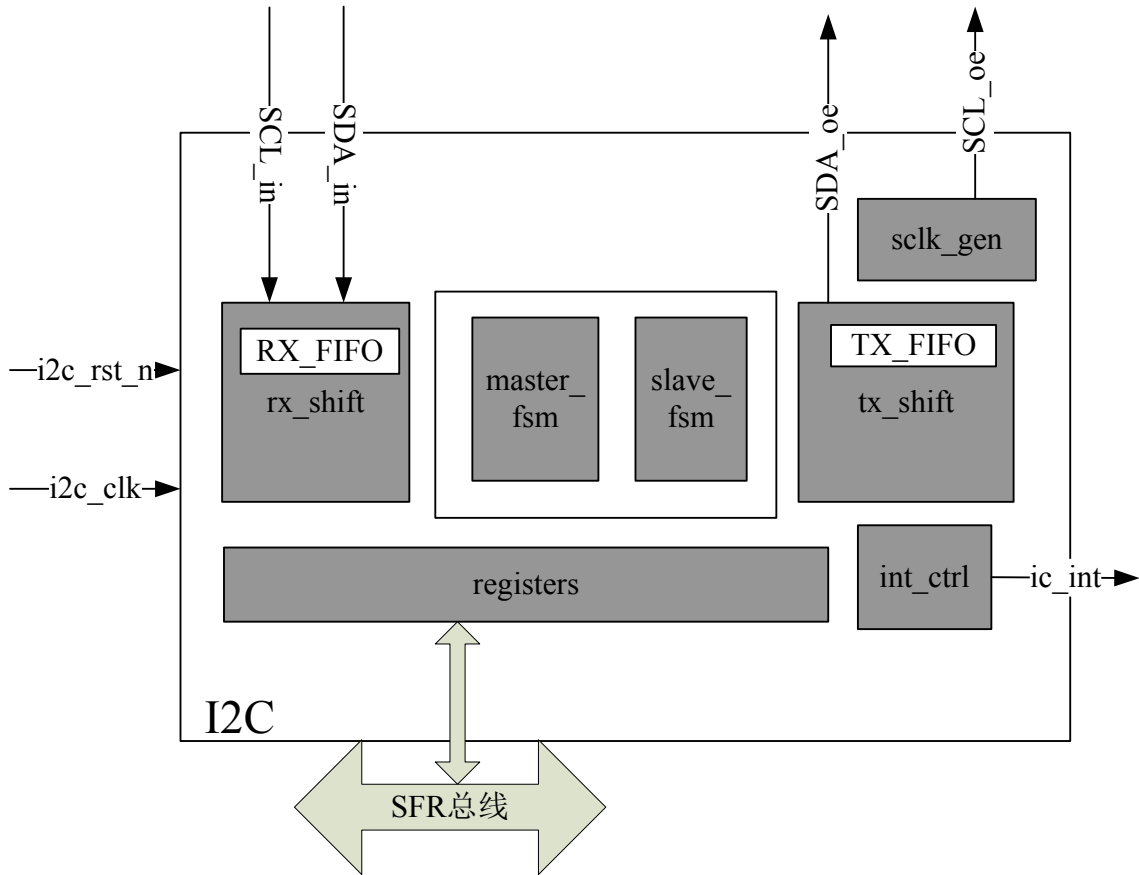 SCL_in
SDA_in
SDA_oe
SCL_oe
sclk_gen
RX_FIFO
rx_shift
master_
fsm
slave_
fsm
TX_FIFO
tx_shift
i2c_rst_n
i2c_clk
registers
int_ctrl
ic_int
I2C
SFR总线